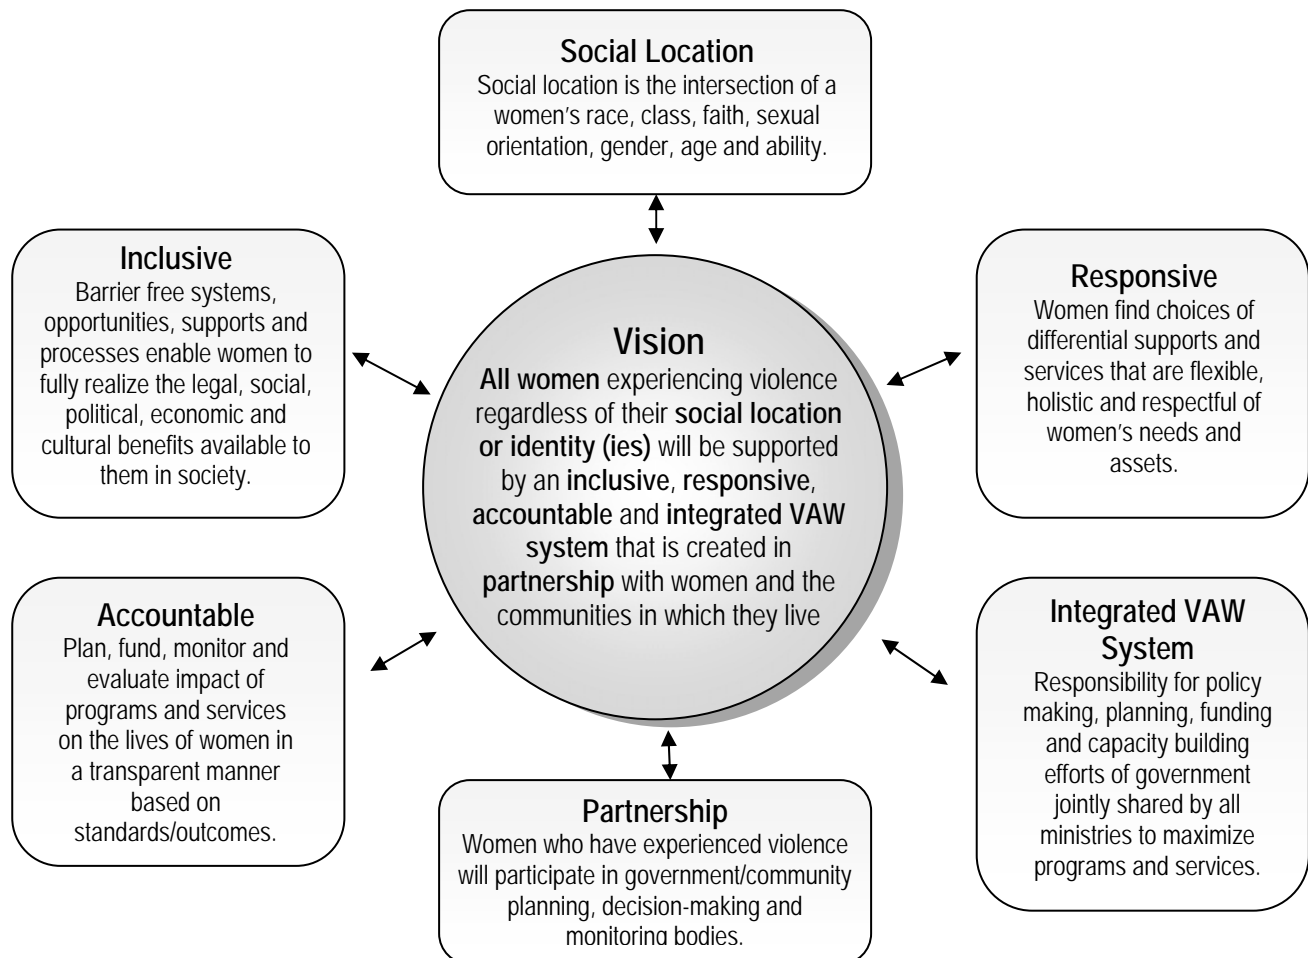 Social Location
Social location is the intersection of a
women’s race, class, faith, sexual
orientation, gender, age and ability.
Inclusive
Barrier free systems,
opportunities, supports and
processes enable women to
fully realize the legal, social,
political, economic and
cultural benefits available to
them in society.
Vision
All women experiencing violence
regardless of their social location
or identity (ies) will be supported
by an inclusive, responsive,
accountable and integrated VAW
system that is created in
partnership with women and the
communities in which they live
Responsive
Women find choices of
differential supports and
services that are flexible,
holistic and respectful of
women’s needs and
assets.
Accountable
Plan, fund, monitor and
evaluate impact of
programs and services
on the lives of women in
a transparent manner
based on
standards/outcomes.
Partnership
Women who have experienced violence
will participate in government/community
planning, decision-making and
monitoring bodies.
Integrated VAW
System
Responsibility for policy
making, planning, funding
and capacity building
efforts of government
jointly shared by all
ministries to maximize
programs and services.